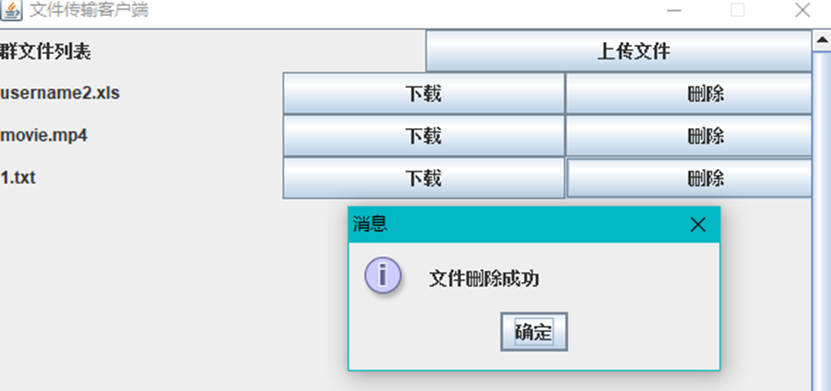 文件传输客户端
群文件列表 上传文件
username2.xls 下载 删除
movie.mp4 下载 删除
1.txt 下载 删除
消息
文件删除成功
确定